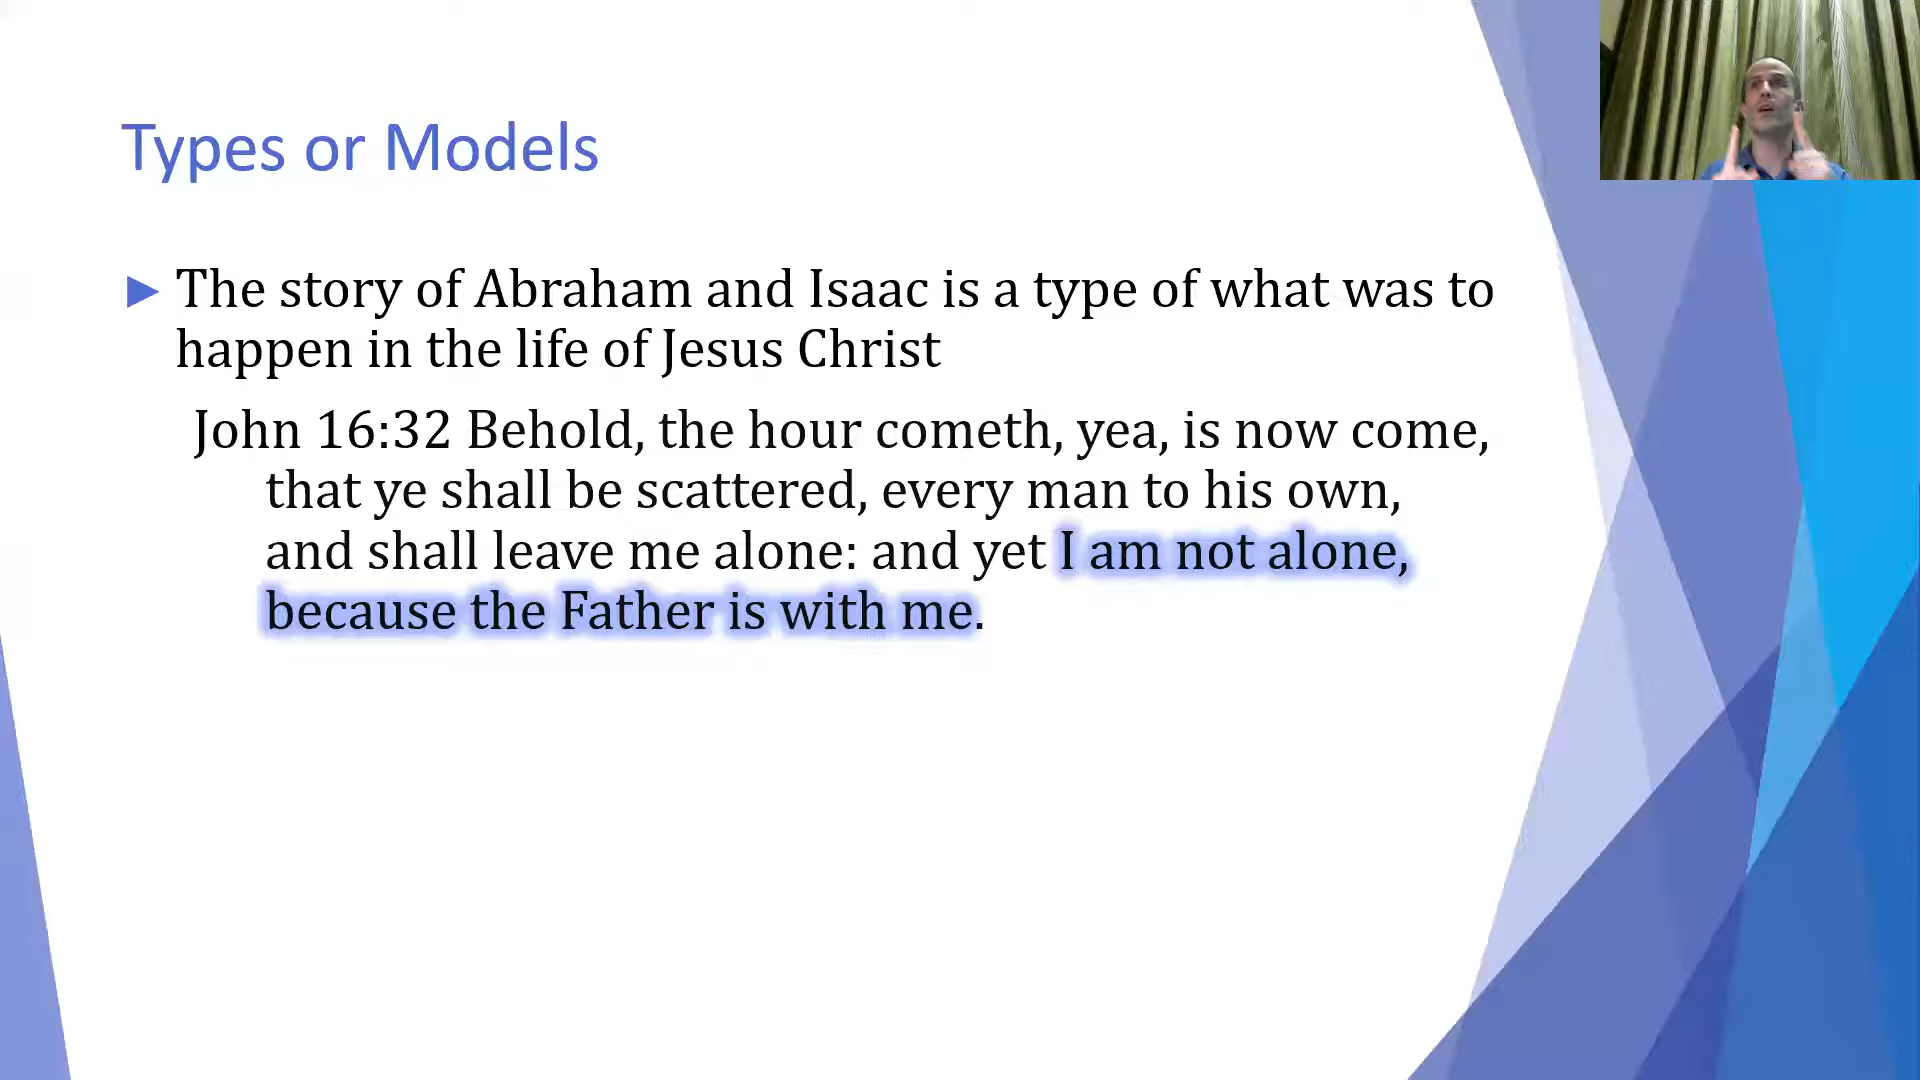 Types or Models
The story of Abraham and Isaac is a type of what was to
happen in the life of Jesus Christ
John 16:32 Behold, the hour cometh, yea, is now come,
that ye shall be scattered, every man to his own,
and shall leave me alone: and yet I am not alone,
because the Father is with me.